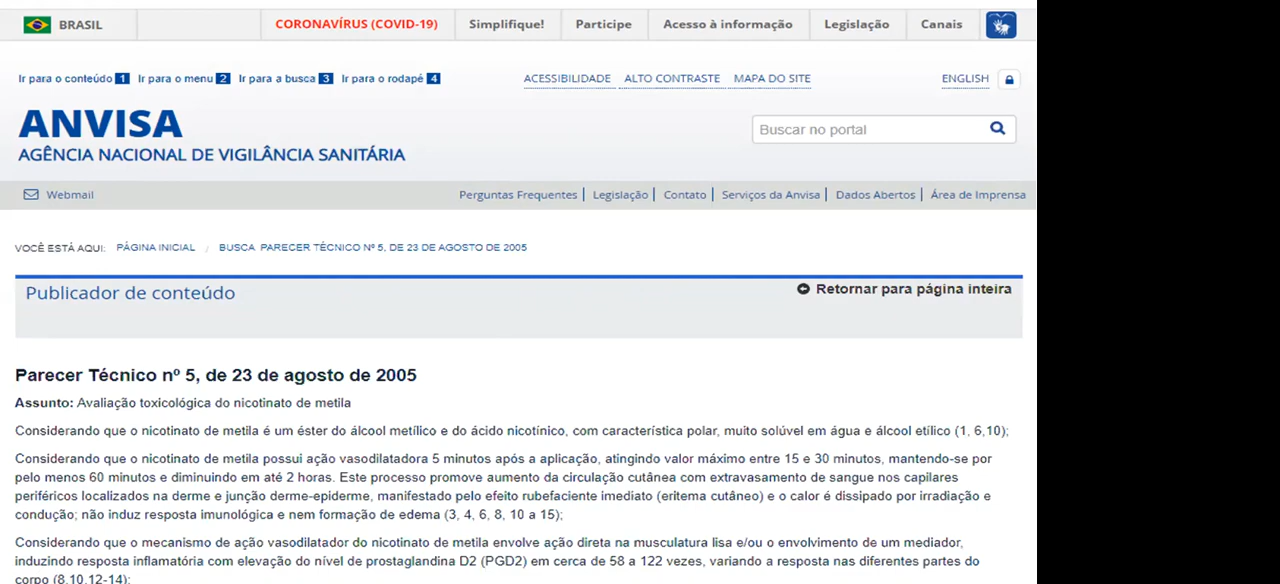 BRASIL CORONAVÍRUS (COVID-19) Simplifique! Participe Acesso à informação Legislação Canais
Ir para o conteúdo 1 Ir para o menu 2 Ir para a busca 3 Ir para o rodapé 4 ACESSIBILIDADE ALTO CONTRASTE MAPA DO SITE ENGLISH
ANVISA
Buscar no portal
AGÊNCIA NACIONAL DE VIGILÂNCIA SANITÁRIA
Webmail Perguntas Frequentes | Legislação | Contato | Serviços da Anvisa | Dados Abertos | Área de Imprensa
VOCÊ ESTÁ AQUI: PÁGINA INICIAL / BUSCA PARECER TÉCNICO Nº 5, DE 23 DE AGOSTO DE 2005
Publicador de conteúdo Retornar para página inteira
Parecer Técnico nº 5, de 23 de agosto de 2005
Assunto: Avaliação toxicológica do nicotinato de metila
Considerando que o nicotinato de metila é um éster do álcool metílico e do ácido nicotínico, com característica polar, muito solúvel em água e álcool etílico (1, 6,10);
Considerando que o nicotinato de metila possui ação vasodilatadora 5 minutos após a aplicação, atingindo valor máximo entre 15 e 30 minutos, mantendo-se por
pelo menos 60 minutos e diminuindo em até 2 horas. Este processo promove aumento da circulação cutânea com extravasamento de sangue nos capilares
periféricos localizados na derme e junção derme-epiderme, manifestado pelo efeito rubefaciente imediato (eritema cutâneo) e o calor é dissipado por irradiação e
condução; não induz resposta imunológica e nem formação de edema (3, 4, 6, 8, 10 a 15);
Considerando que o mecanismo de ação vasodilatador do nicotinato de metila envolve ação direta na musculatura lisa e/ou o envolvimento de um mediador,
induzindo resposta inflamatória com elevação do nível de prostaglandina D2 (PGD2) em cerca de 58 a 122 vezes, variando a resposta nas diferentes partes do
corpo (8,10,12-14);